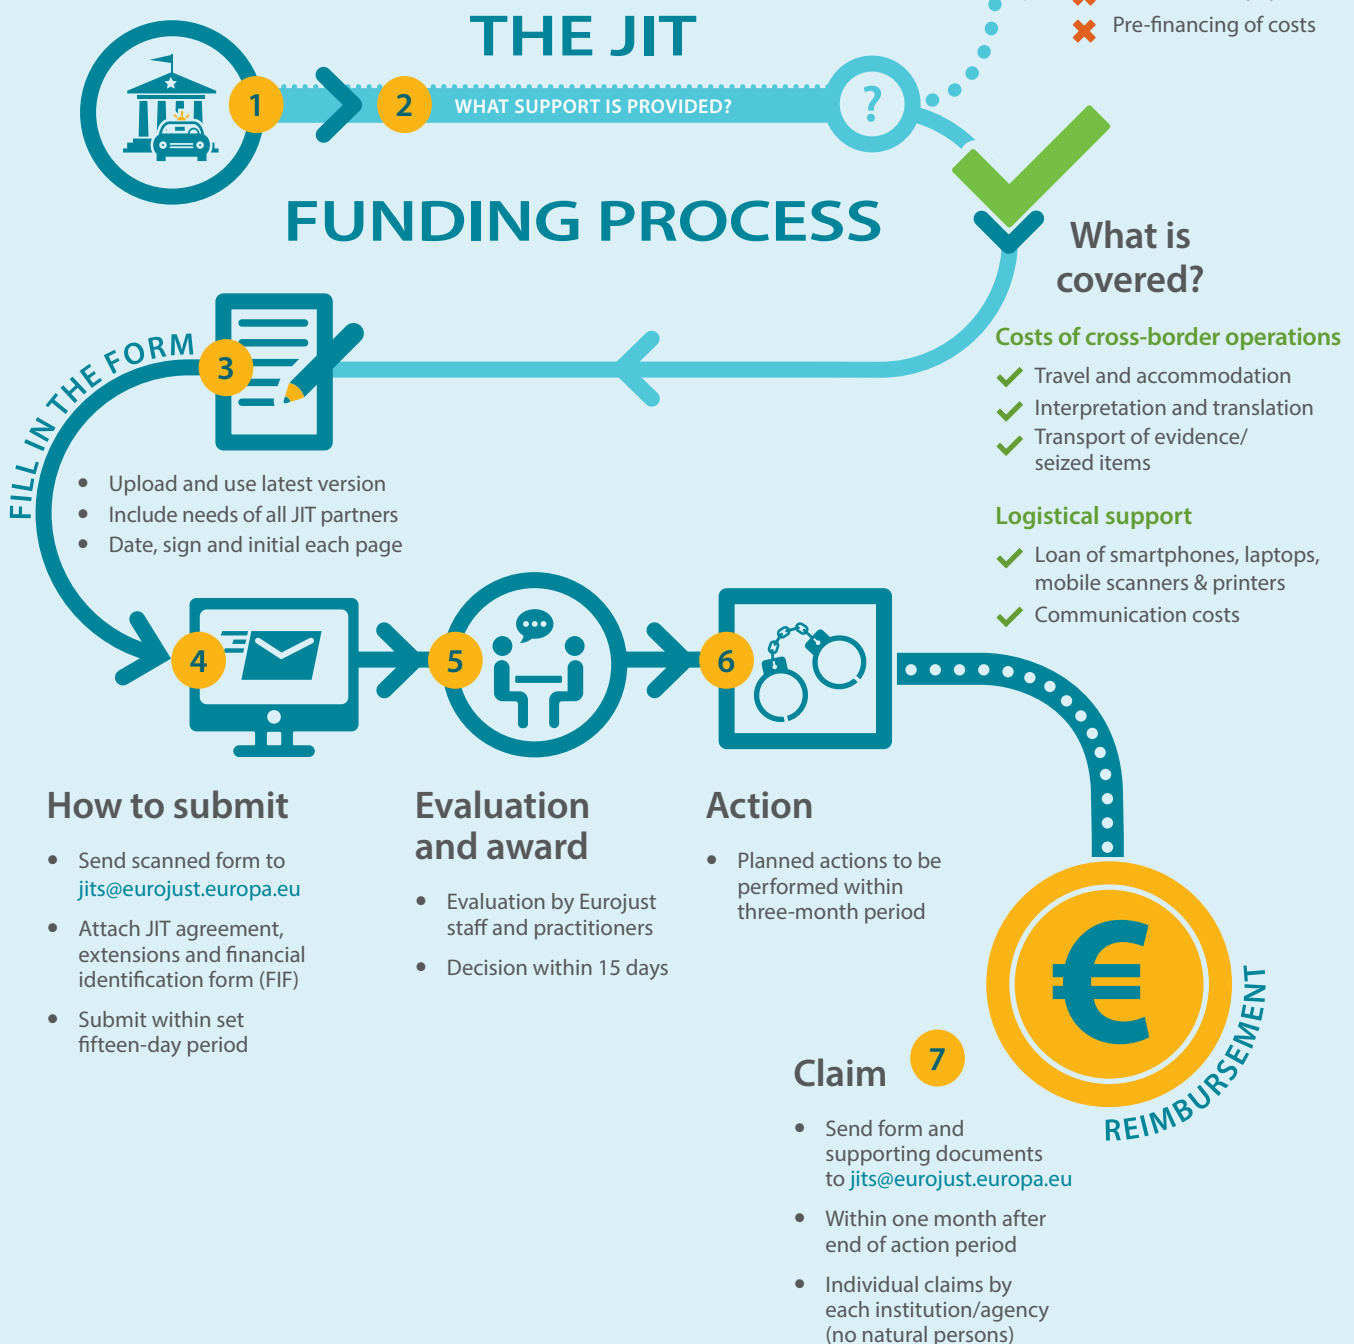 Pre-financing of costs
THE JIT
1
2
WHAT SUPPORT IS PROVIDED?
?
FUNDING PROCESS
What is
covered?
Costs of cross-border operations
Travel and accommodation
Interpretation and translation
Transport of evidence/
seized items
Logistical support
Loan of smartphones, laptops,
mobile scanners & printers
Communication costs
FILL IN THE FORM
3
• Upload and use latest version
• Include needs of all JIT partners
• Date, sign and initial each page
4
How to submit
• Send scanned form to
jits@eurojust.europa.eu
• Attach JIT agreement,
extensions and financial
identification form (FIF)
• Submit within set
fifteen-day period
5
Evaluation
and award
• Evaluation by Eurojust
staff and practitioners
• Decision within 15 days
6
Action
• Planned actions to be
performed within
three-month period
€
REIMBURSEMENT
7
Claim
• Send form and
supporting documents
to jits@eurojust.europa.eu
• Within one month after
end of action period
• Individual claims by
each institution/agency
(no natural persons)